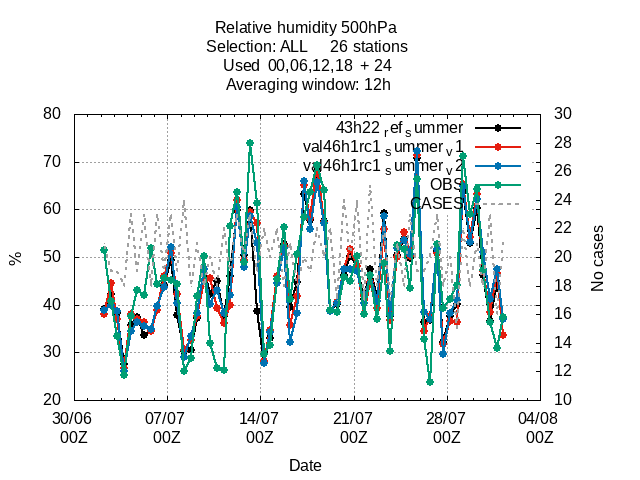 Relative humidity 500hPa
Selection: ALL 26 stations
Used 00,06,12,18 + 24
Averaging window: 12h
80 30
43h22 ref summer
28
val46h1rc1 summer v1
70
val46h1rc1 summer v2
26
OBS
60 24
CASES
22
50 20
% No cases
18
40 16
14
30 12
20 10
30/06 07/07 14/07 21/07 28/07 04/08
00Z 00Z 00Z 00Z 00Z 00Z
Date